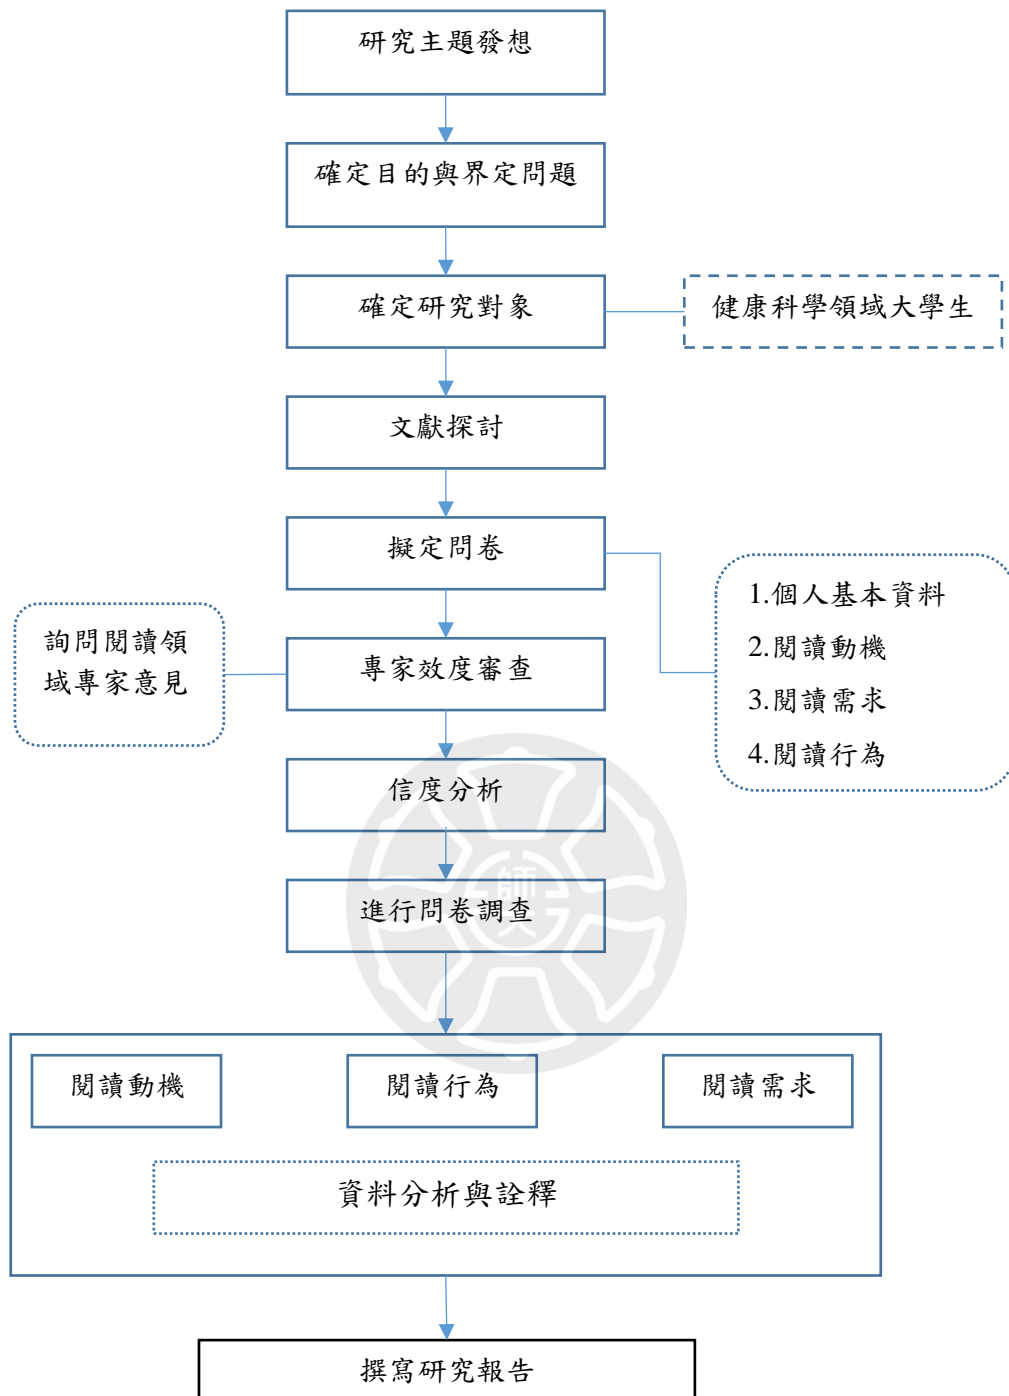 研究主題發想
確定目的與界定問題
確定研究對象
健康科學領域大學生
文獻探討
擬定問卷
1.個人基本資料
2.閱讀動機
3.閱讀需求
4.閱讀行為
詢問閱讀領
域專家意見
專家效度審查
信度分析
師大
進行問卷調查
閱讀動機
閱讀行為
閱讀需求
資料分析與詮釋
撰寫研究報告